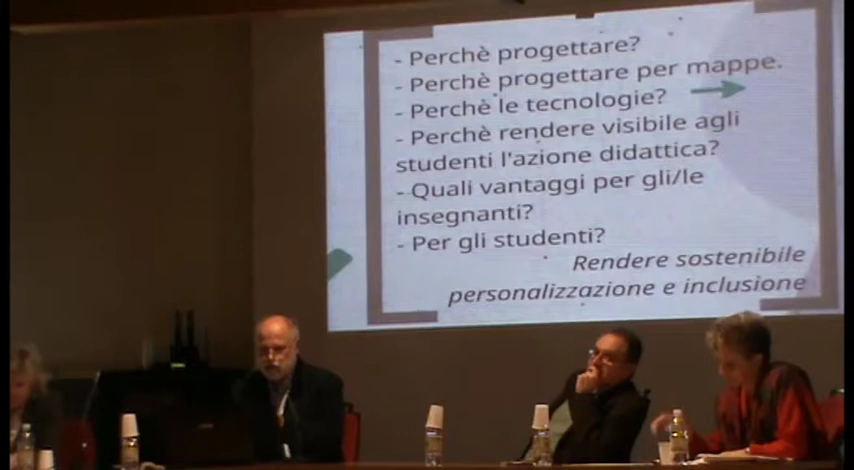 - Perchè progettare?
- Perchè progettare per mappe.
- Perchè le tecnologie?
- Perchè rendere visibile agli
studenti l'azione didattica?
- Quali vantaggi per gli/le
insegnanti?
- Per gli studenti?
Rendere sostenibile
personalizzazione e inclusione